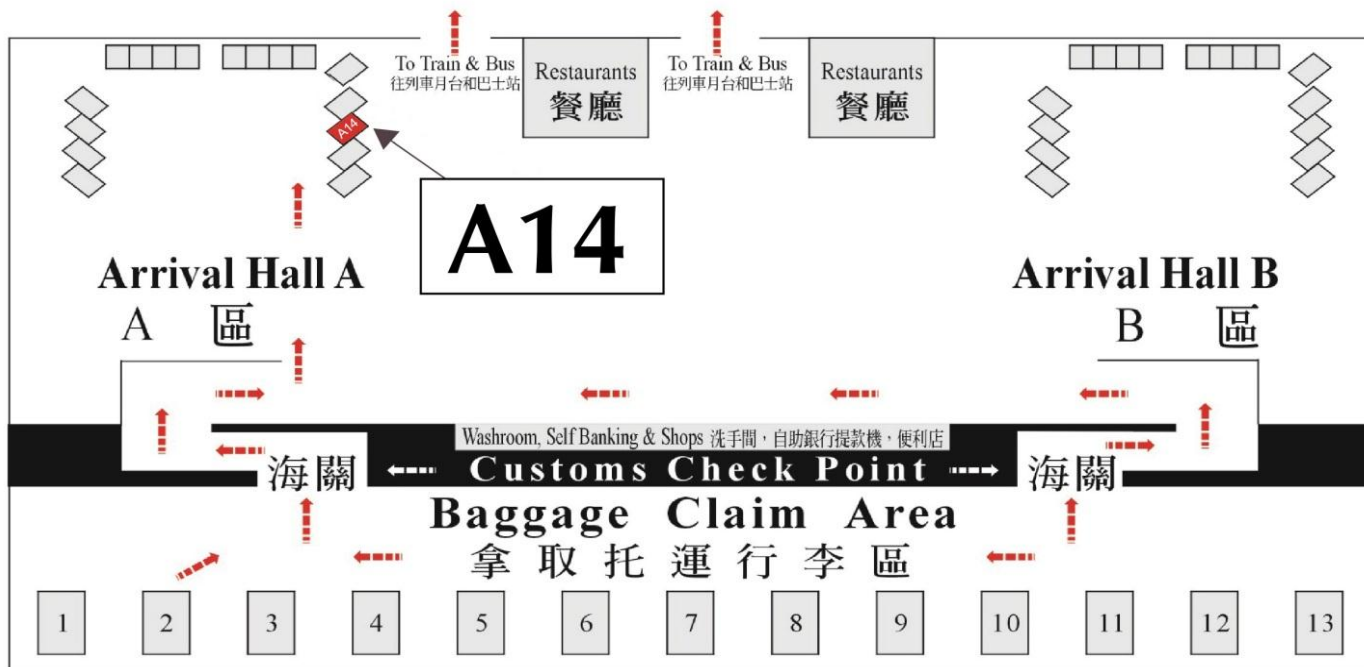 To Train & Bus
往列車月台和巴士站
Restaurants
餐廳
To Train & Bus
往列車月台和巴士站
Restaurants
餐廳
A14
A14
Arrival Hall A
A 區
Arrival Hall B
B 區
Washroom, Self Banking & Shops 洗手間，自助銀行提款機，便利店
海關
Customs Check Point
海關
Baggage Claim Area
拿取托運行李區
1 2 3 4 5 6 7 8 9 10 11 12 13